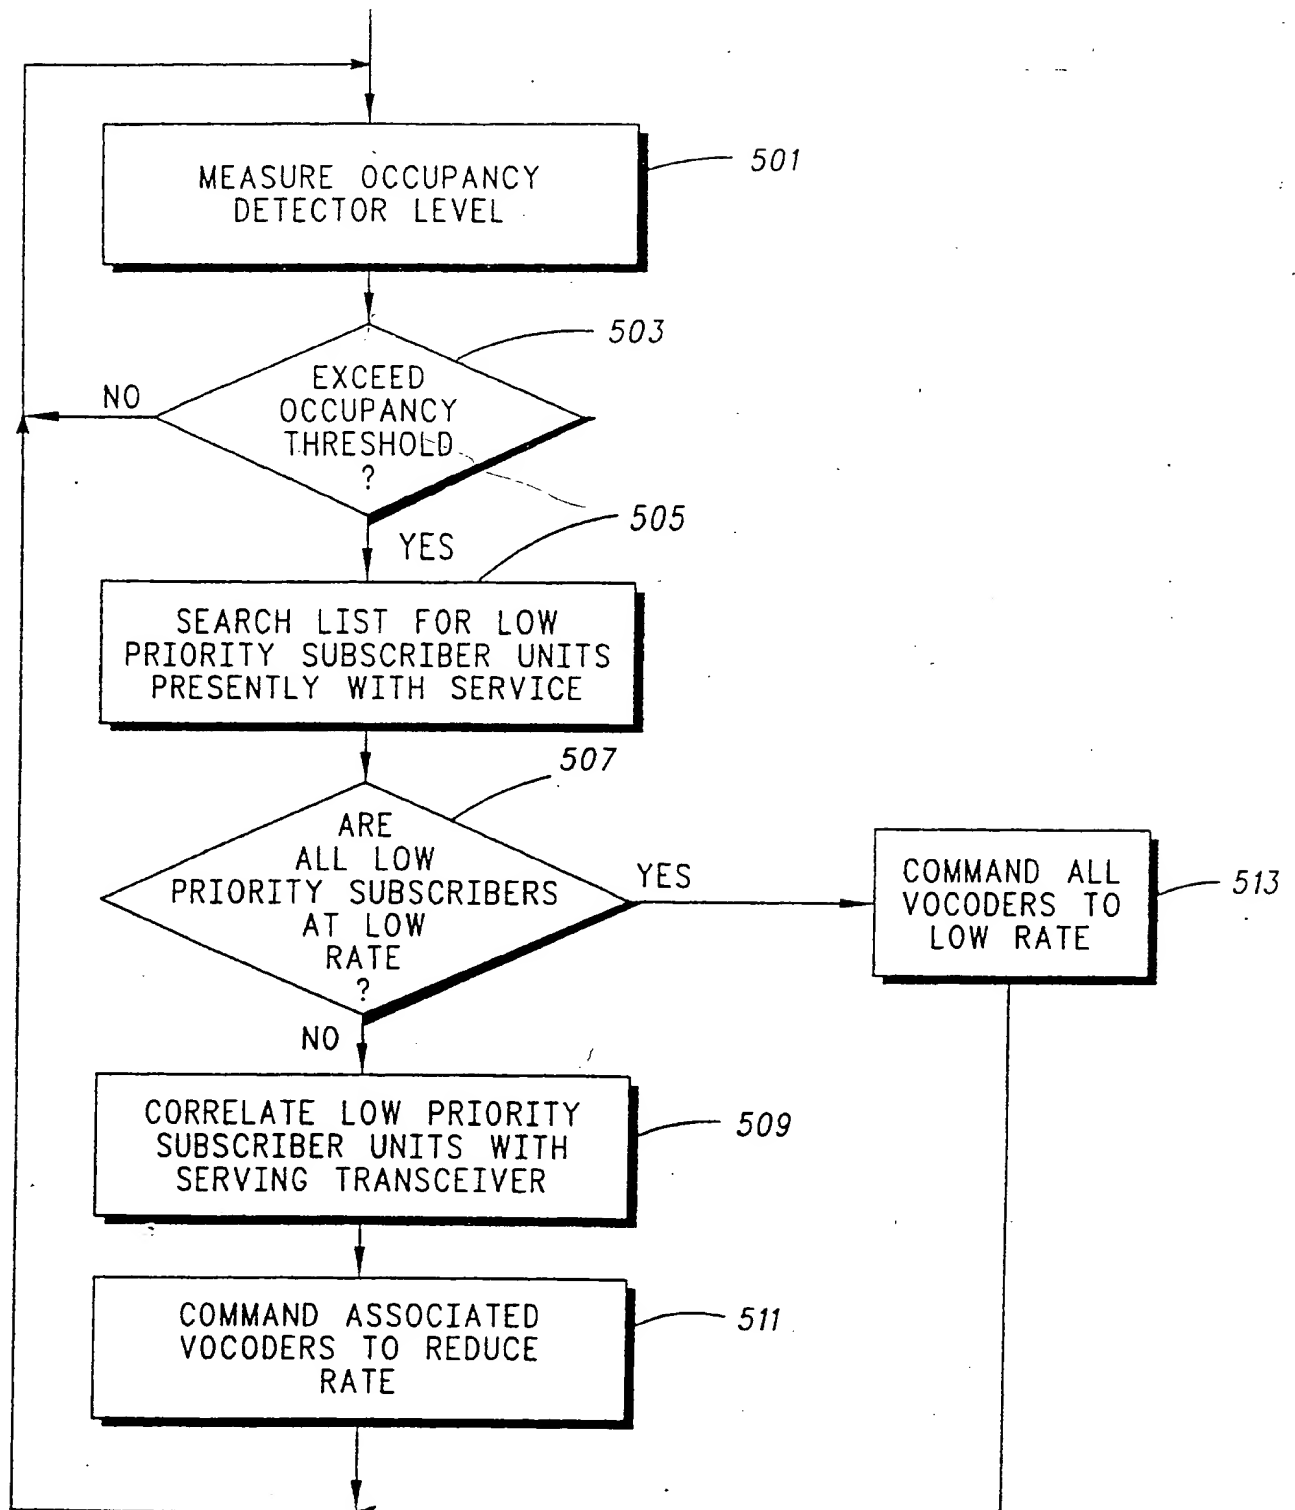 MEASURE OCCUPANCY
DETECTOR LEVEL
501
EXCEED
OCCUPANCY
THRESHOLD
?
503
NO
YES
505
SEARCH LIST FOR LOW
PRIORITY SUBSCRIBER UNITS
PRESENTLY WITH SERVICE
507
ARE
ALL LOW
PRIORITY SUBSCRIBERS
AT LOW
RATE
?
YES
COMMAND ALL
VOCODERS TO
LOW RATE
513
NO
CORRELATE LOW PRIORITY
SUBSCRIBER UNITS WITH
SERVING TRANSCEIVER
509
COMMAND ASSOCIATED
VOCODERS TO REDUCE
RATE
511